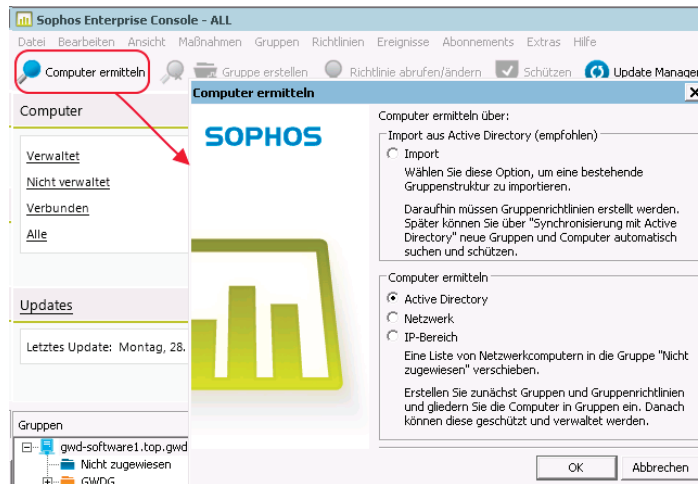 Sophos Enterprise Console - ALL
Datei Bearbeiten Ansicht Maßnahmen Gruppen Richtlinien Ereignisse Abonnements Extras Hilfe
Computer ermitteln Gruppe erstellen Richtlinie abrufen/ändern Schützen Update Manager
Computer
Verwaltet
Nicht verwaltet
Verbunden
Alle
Updates
Letztes Update: Montag, 28.
Gruppen
gwd-software1.top.gwd
Nicht zugewiesen
GWDG
Computer ermitteln
SOPHOS
Computer ermitteln über:
Import aus Active Directory (empfohlen)
Import
Wählen Sie diese Option, um eine bestehende
Gruppenstruktur zu importieren.
Daraufhin müssen Gruppenrichtlinien erstellt werden.
Später können Sie über "Synchronisierung mit Active
Directory" neue Gruppen und Computer automatisch
suchen und schützen.
Computer ermitteln
Active Directory
Netzwerk
IP-Bereich
Eine Liste von Netzwerkcomputern in die Gruppe "Nicht
zugewiesen" verschieben.
Erstellen Sie zunächst Gruppen und Gruppenrichtlinien
und gliedern Sie die Computer in Gruppen ein. Danach
können diese geschützt und verwaltet werden.
OK Abbrechen